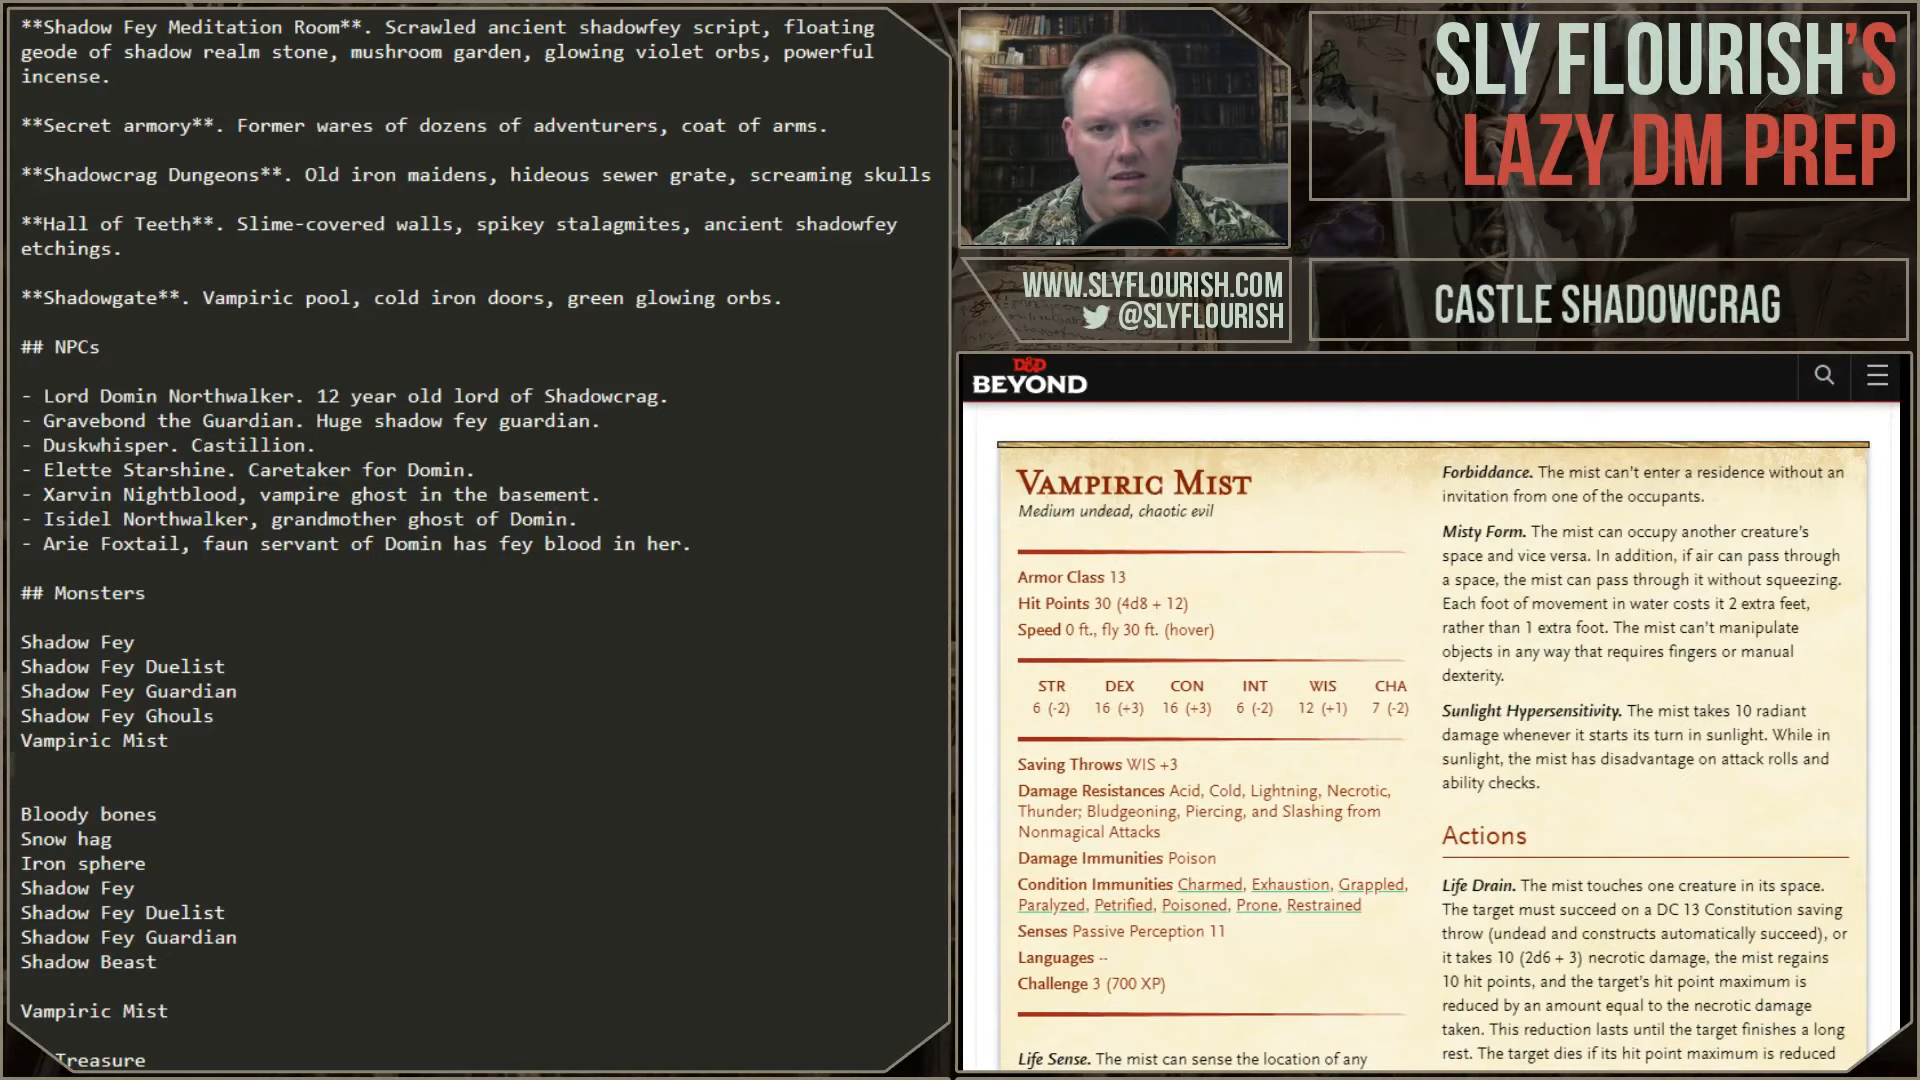 **Shadow Fey Meditation Room**. Scrawled ancient shadowfey script, floating
geode of shadow realm stone, mushroom garden, glowing violet orbs, powerful
incense.
**Secret armory**. Former wares of dozens of adventurers, coat of arms.
**Shadowcrag Dungeons**. Old iron maidens, hideous sewer grate, screaming skulls
**Hall of Teeth**. Slime-covered walls, spikey stalagmites, ancient shadowfey
etchings.
**Shadowgate**. Vampiric pool, cold iron doors, green glowing orbs.
## NPCs
- Lord Domin Northwalker. 12 year old lord of Shadowcrag.
- Gravebond the Guardian. Huge shadow fey guardian.
- Duskwhisper. Castillion.
- Elette Starshine. Caretaker for Domin.
- Xarvin Nightblood, vampire ghost in the basement.
- Isidel Northwalker, grandmother ghost of Domin.
- Arie Foxtail, faun servant of Domin has fey blood in her.
## Monsters
Shadow Fey
Shadow Fey Duelist
Shadow Fey Guardian
Shadow Fey Ghouls
Vampiric Mist
Bloody bones
Snow hag
Iron sphere
Shadow Fey
Shadow Fey Duelist
Shadow Fey Guardian
Shadow Beast
Vampiric Mist
Treasure
SLY FLOURISH'S
LAZY DM PREP
WWW.SLYFLOURISH.COM
@SLYFLOURISH
CASTLE SHADOWCRAG
D&D
BEYOND
VAMPIRIC MIST
Medium undead, chaotic evil
Armor Class 13
Hit Points 30 (4d8 + 12)
Speed 0 ft., fly 30 ft. (hover)
STR DEX CON INT WIS CHA
6 (-2) 16 (+3) 16 (+3) 6 (-2) 12 (+1) 7 (-2)
Saving Throws WIS +3
Damage Resistances Acid, Cold, Lightning, Necrotic,
Thunder; Bludgeoning, Piercing, and Slashing from
Nonmagical Attacks
Damage Immunities Poison
Condition Immunities Charmed, Exhaustion, Grappled,
Paralyzed, Petrified, Poisoned, Prone, Restrained
Senses Passive Perception 11
Languages --
Challenge 3 (700 XP)
Life Sense. The mist can sense the location of any
Forbiddance. The mist can't enter a residence without an
invitation from one of the occupants.
Misty Form. The mist can occupy another creature's
space and vice versa. In addition, if air can pass through
a space, the mist can pass through it without squeezing.
Each foot of movement in water costs it 2 extra feet,
rather than 1 extra foot. The mist can't manipulate
objects in any way that requires fingers or manual
dexterity.
Sunlight Hypersensitivity. The mist takes 10 radiant
damage whenever it starts its turn in sunlight. While in
sunlight, the mist has disadvantage on attack rolls and
ability checks.
Actions
Life Drain. The mist touches one creature in its space.
The target must succeed on a DC 13 Constitution saving
throw (undead and constructs automatically succeed), or
it takes 10 (2d6 + 3) necrotic damage, the mist regains
10 hit points, and the target's hit point maximum is
reduced by an amount equal to the necrotic damage
taken. This reduction lasts until the target finishes a long
rest. The target dies if its hit point maximum is reduced